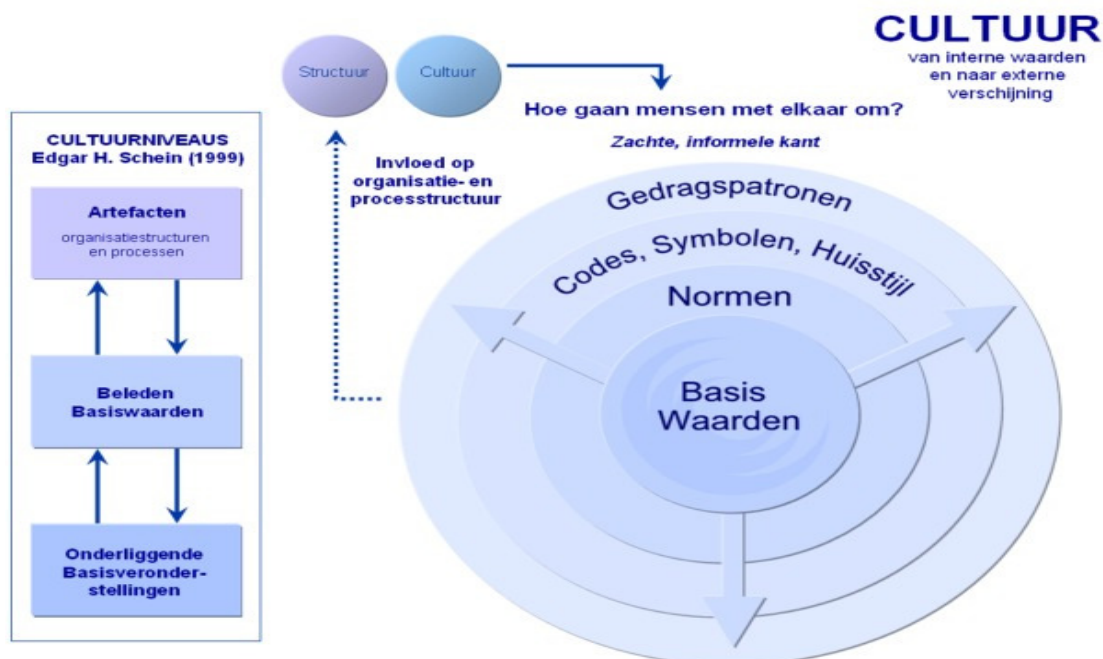 CULTUUR
van interne waarden
en naar externe
verschijning
Structuur
Cultuur
Hoe gaan mensen met elkaar om?
Zachte, informele kant
Invloed op
organisatie- en
processtructuur
CULTUURNIVEAUS
Edgar H. Schein (1999)
Artefacten
organisatiestructuren
en processen
Beleden
Basiswaarden
Onderliggende
Basisveronder-
stellingen
Gedragspatronen
Codes, Symbolen, Huisstijl
Normen
Basis
Waarden